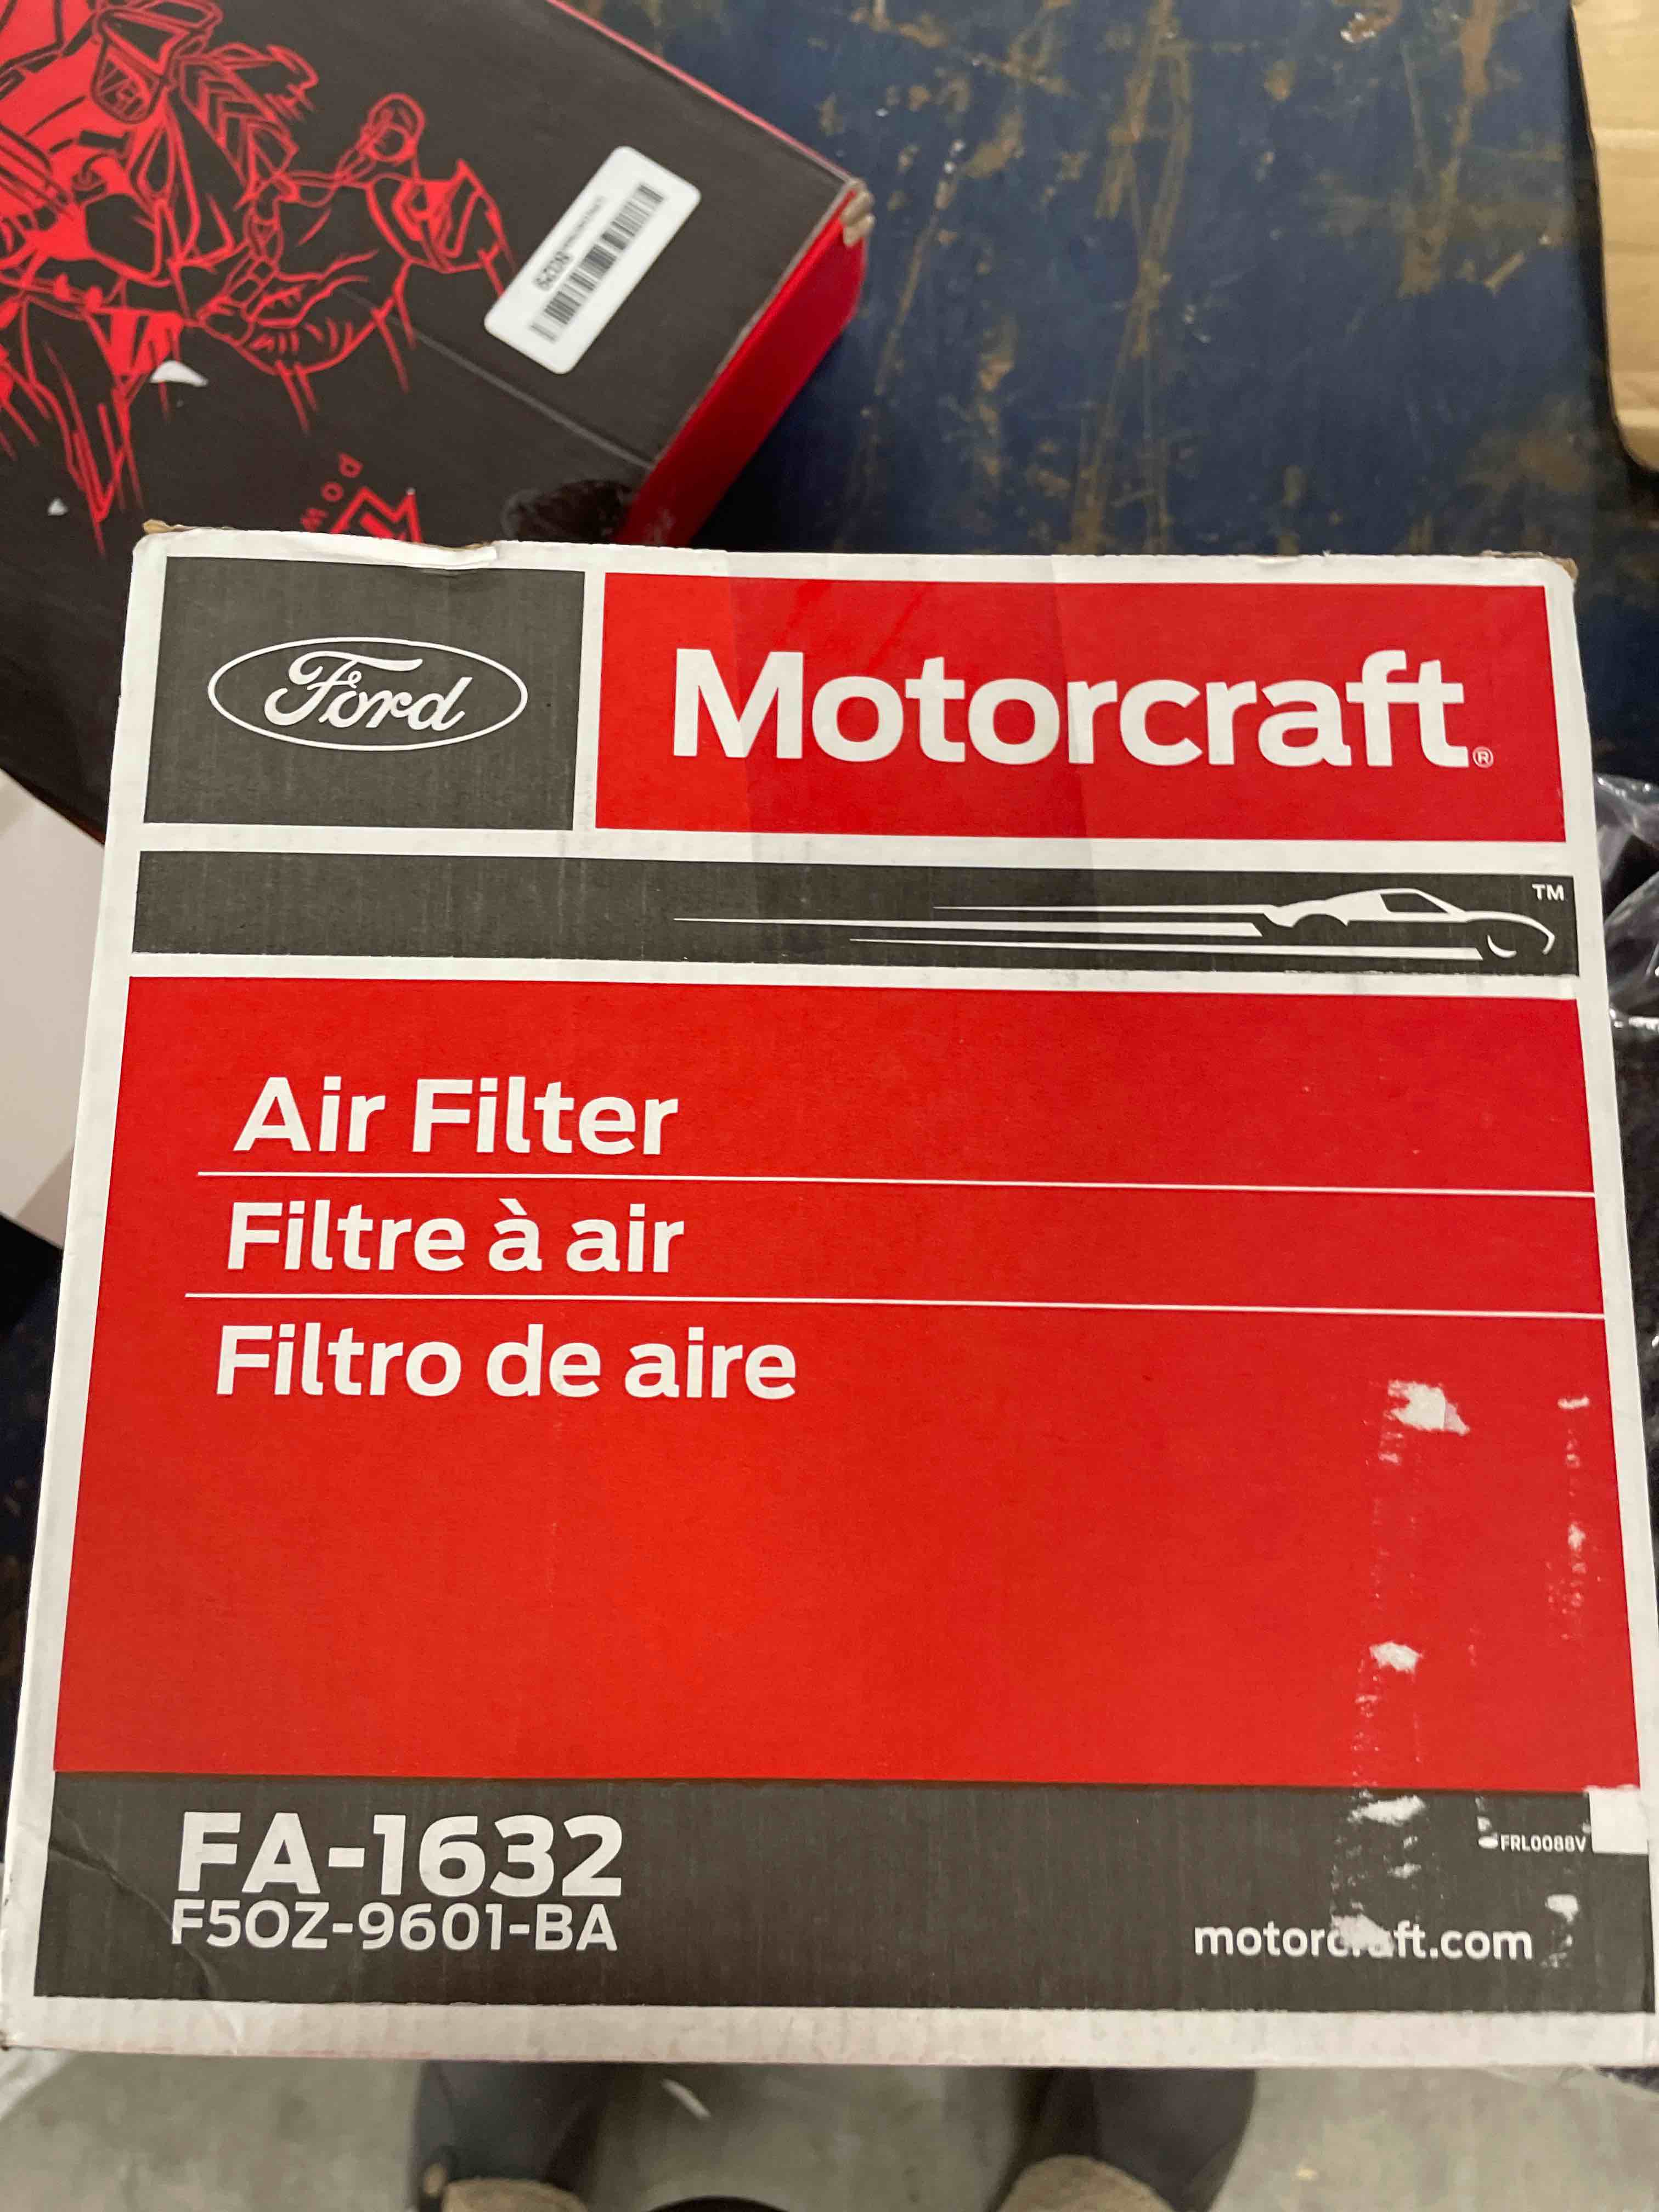 Ford
Motorcraft®
TM
Air Filter
Filtre à air
Filtro de aire
FA-1632
F5OZ-9601-BA
FRL0088V
motorcraft.com